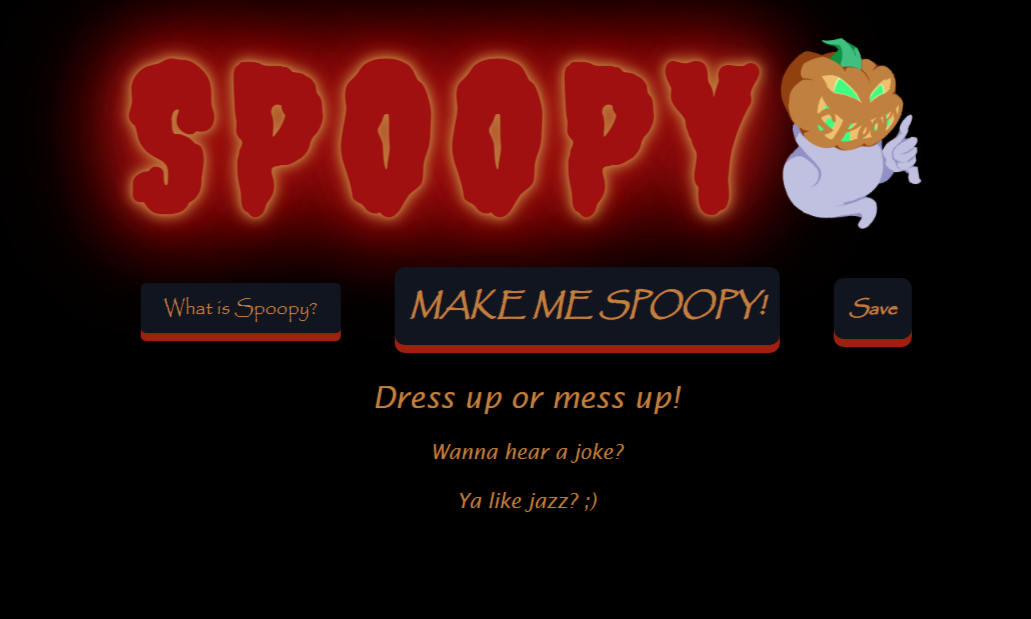 SPOOPY
What is Spoopy?
MAKE ME SPOOPY!
Save
Dress up or mess up!
Wanna hear a joke?
Ya like jazz? ;)